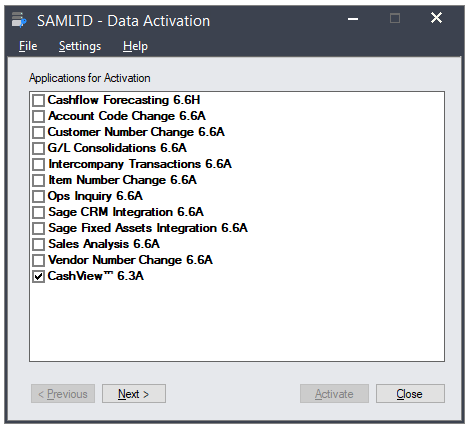 SAMLTD - Data Activation
File Settings Help
Applications for Activation
Cashflow Forecasting 6.6H
Account Code Change 6.6A
Customer Number Change 6.6A
G/L Consolidations 6.6A
Intercompany Transactions 6.6A
Item Number Change 6.6A
Ops Inquiry 6.6A
Sage CRM Integration 6.6A
Sage Fixed Assets Integration 6.6A
Sales Analysis 6.6A
Vendor Number Change 6.6A
CashView™ 6.3A
< Previous Next > Activate Close